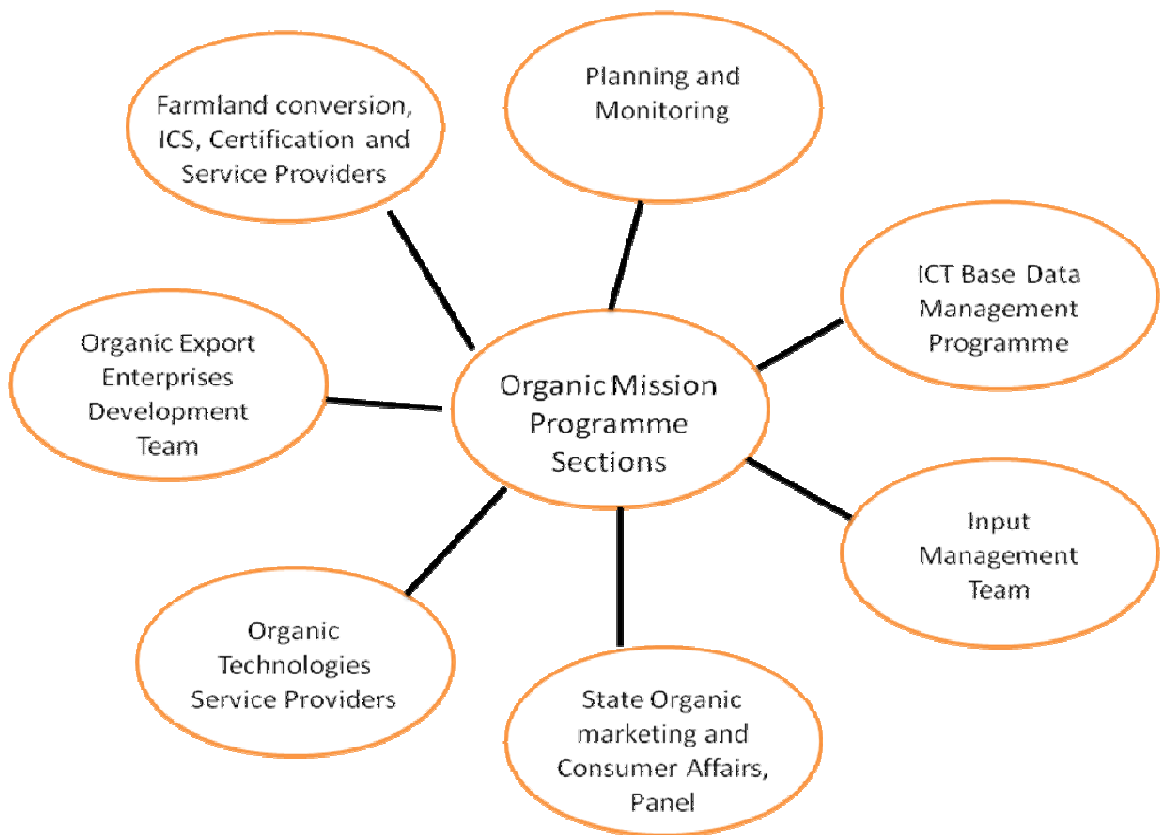 Planning and
Monitoring
Farmland conversion,
ICS, Certification and
Service Providers
ICT Base Data
Management
Programme
Organic Export
Enterprises
Development
Team
Organic Mission
Programme
Sections
Input
Management
Team
Organic
Technologies
Service Providers
State Organic
marketing and
Consumer Affairs,
Panel